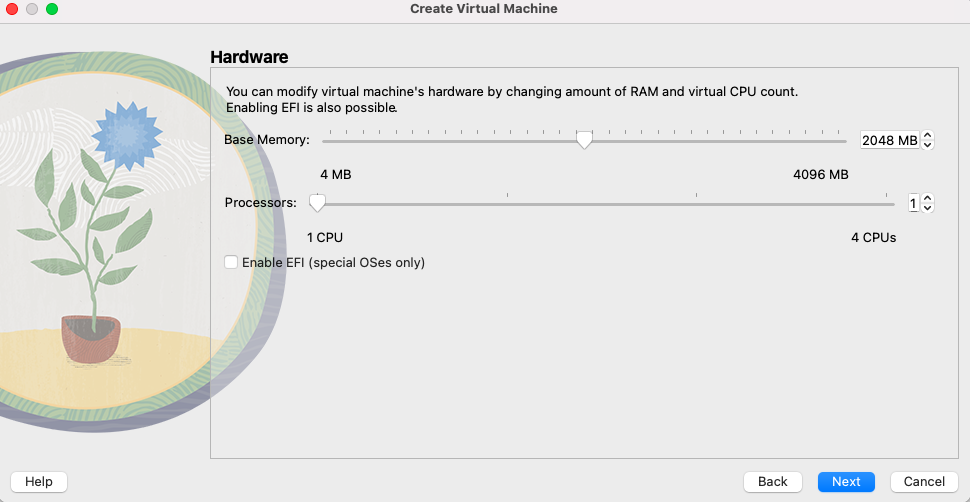 Create Virtual Machine
Hardware
You can modify virtual machine's hardware by changing amount of RAM and virtual CPU count.
Enabling EFI is also possible.
Base Memory:
2048 MB
4 MB
4096 MB
Processors:
1
1 CPU
4 CPUs
Enable EFI (special OSes only)
Help
Back
Next
Cancel